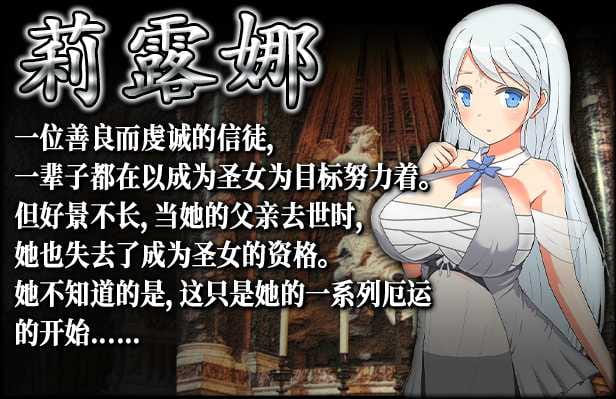 莉露娜
一位善良而虔诚的信徒,
一辈子都在以成为圣女为目标努力着。
但好景不长, 当她的父亲去世时,
她也失去了成为圣女的资格。
她不知道的是, 这只是她的一系列厄运
的开始……